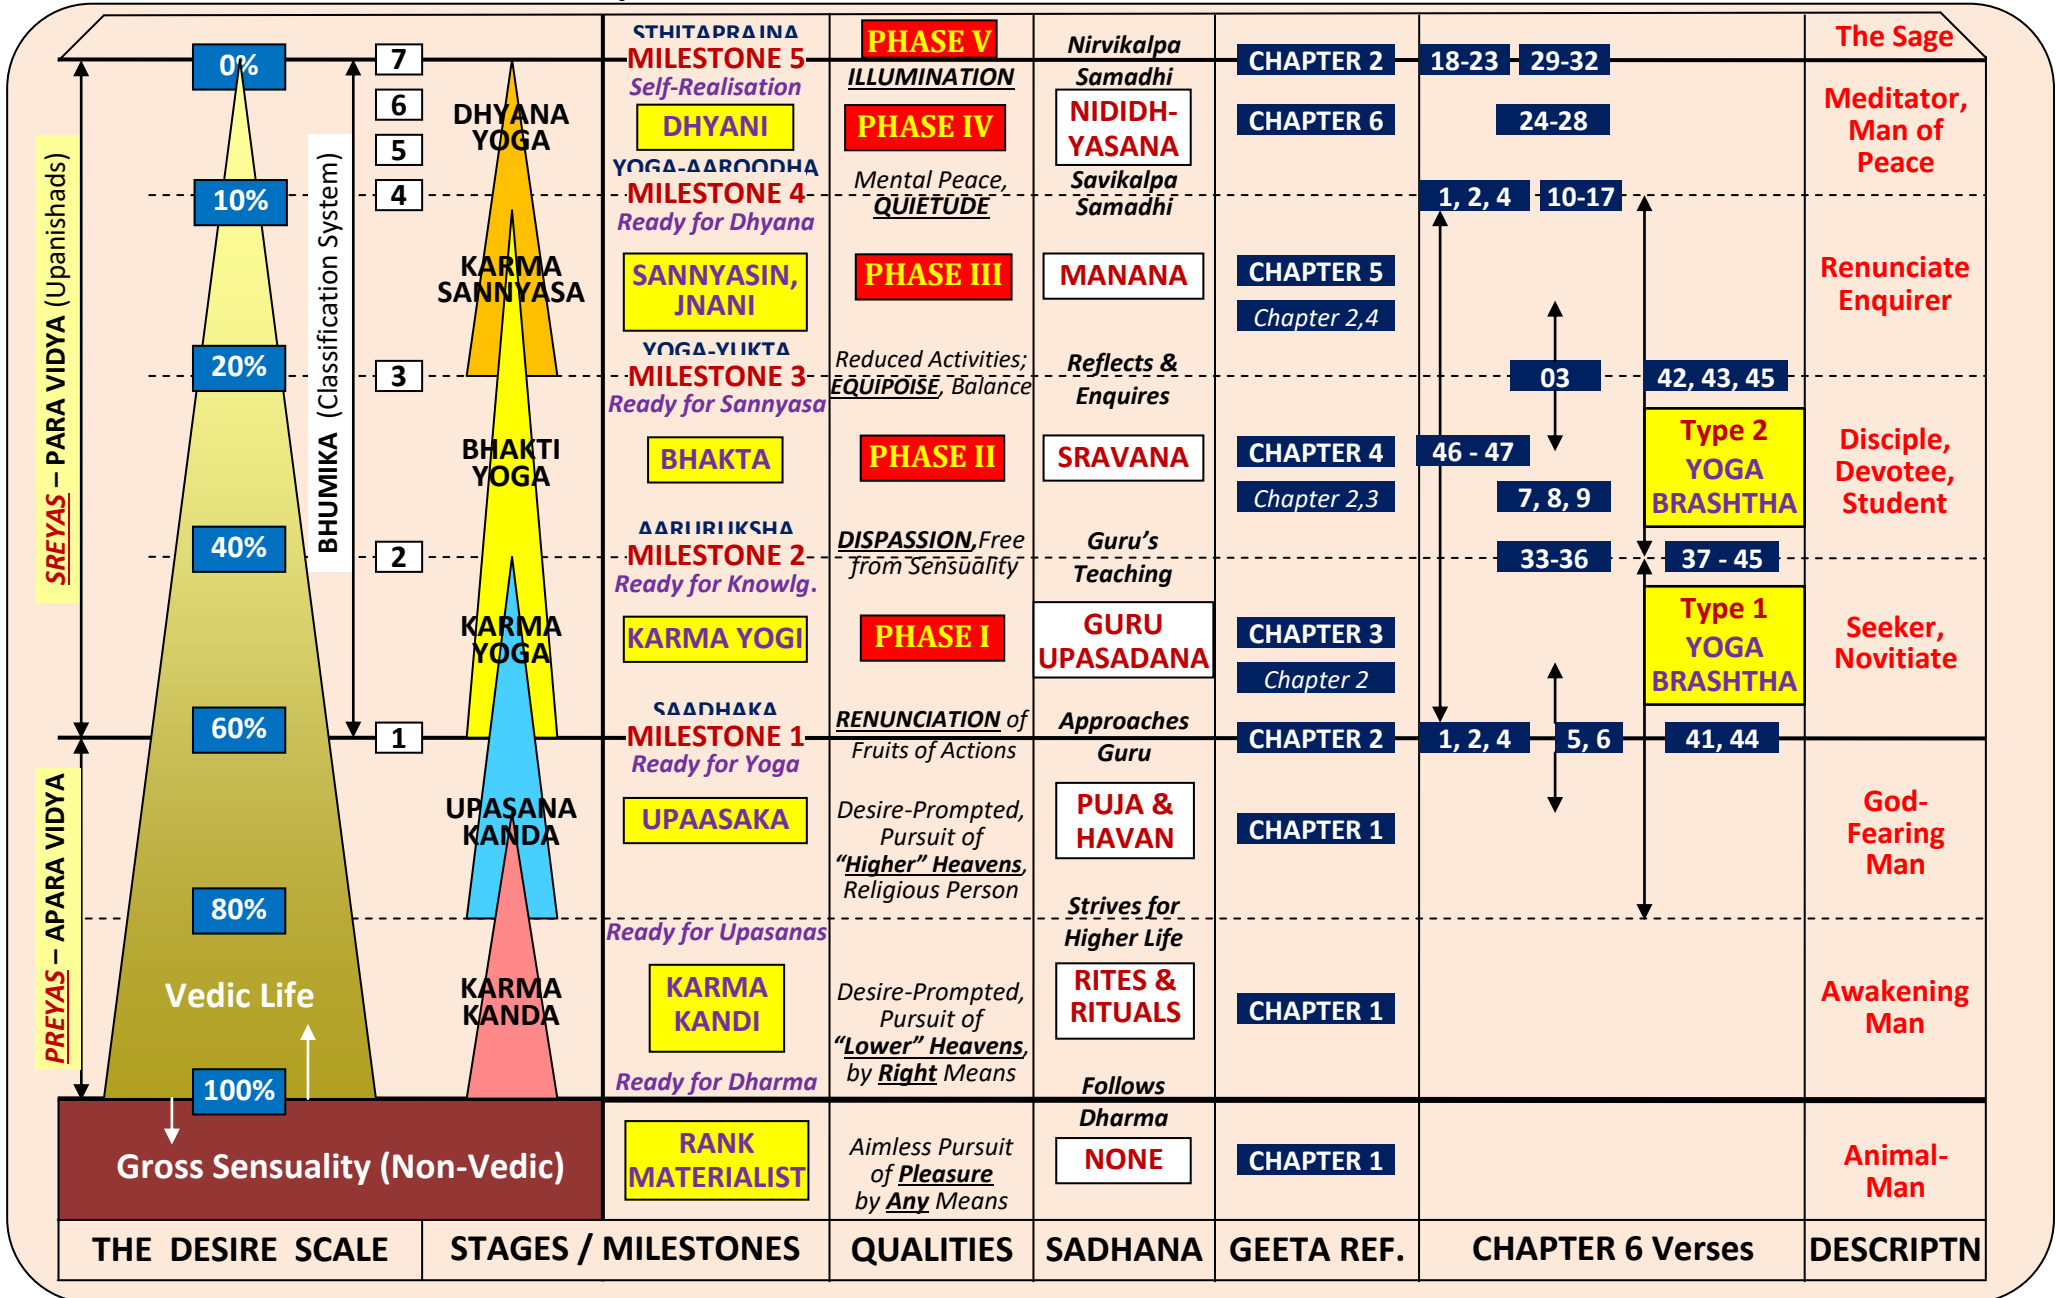 SREYAS – PARA VIDYA (Upanishads)
PREYAS – APARA VIDYA
0%
10%
20%
40%
60%
80%
Vedic Life
100%
Gross Sensuality (Non-Vedic)
BHUMIKA (Classification System)
7
6
5
4
3
2
1
DHYANA
YOGA
KARMA
SANNYASA
BHAKTI
YOGA
KARMA
YOGA
UPASANA
KANDA
KARMA
KANDA
STHITAPRAJNA
MILESTONE 5
Self-Realisation
DHYANI
YOGA-AAROODHA
MILESTONE 4
Ready for Dhyana
SANNYASIN,
JNANI
YOGA-YUKTA
MILESTONE 3
Ready for Sannyasa
BHAKTA
AARURUKSHA
MILESTONE 2
Ready for Knowlg.
KARMA YOGI
SAADHAKA
MILESTONE 1
Ready for Yoga
UPAASAKA
Ready for Upasanas
KARMA
KANDI
Ready for Dharma
RANK
MATERIALIST
PHASE V
ILLUMINATION
PHASE IV
Mental Peace,
QUIETUDE
PHASE III
Reduced Activities;
EQUIPOISE, Balance
PHASE II
DISPASSION,Free
from Sensuality
PHASE I
RENUNCIATION of
Fruits of Actions
Desire-Prompted,
Pursuit of
“Higher” Heavens,
Religious Person
Desire-Prompted,
Pursuit of
“Lower” Heavens,
by Right Means
Aimless Pursuit
of Pleasure
by Any Means
Nirvikalpa
Samadhi
NIDIDH-
YASANA
Savikalpa
Samadhi
MANANA
Reflects &
Enquires
SRAVANA
Guru’s
Teaching
GURU
UPASADANA
Approaches
Guru
PUJA &
HAVAN
Strives for
Higher Life
RITES &
RITUALS
Follows
Dharma
NONE
CHAPTER 2
CHAPTER 6
CHAPTER 5
Chapter 2,4
CHAPTER 4
Chapter 2,3
CHAPTER 3
Chapter 2
CHAPTER 2
CHAPTER 1
CHAPTER 1
CHAPTER 1
18-23 29-32
24-28
1, 2, 4 10-17
03 42, 43, 45
46 - 47
7, 8, 9
Type 2
YOGA
BRASHTHA
33-36 37 - 45
Type 1
YOGA
BRASHTHA
1, 2, 4 5, 6 41, 44
The Sage
Meditator,
Man of
Peace
Renunciate
Enquirer
Disciple,
Devotee,
Student
Seeker,
Novitiate
God-
Fearing
Man
Awakening
Man
Animal-
Man
THE DESIRE SCALE STAGES / MILESTONES QUALITIES SADHANA GEETA REF. CHAPTER 6 Verses DESCRIPTN